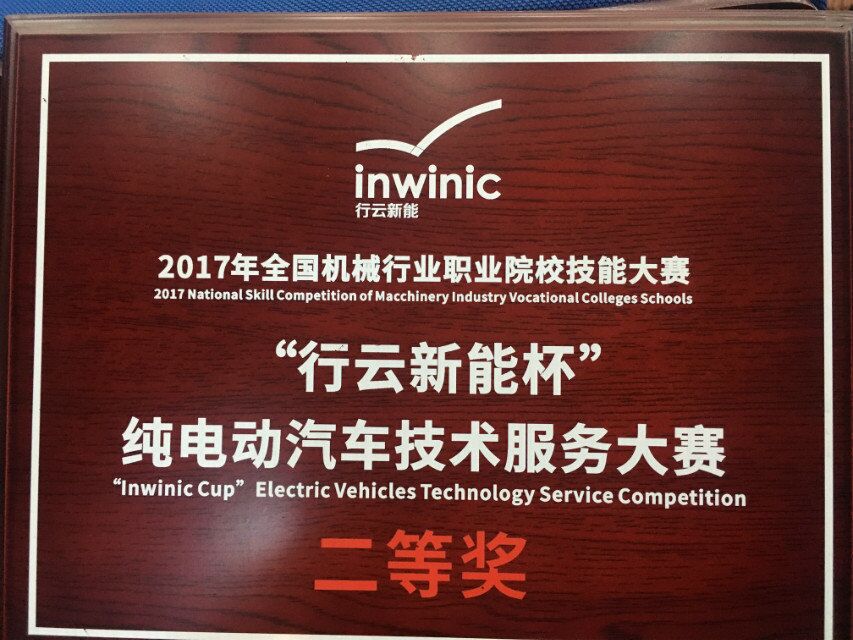 inwinic
行云新能
2017年全国机械行业职业院校技能大赛
2017 National Skill Competition of Macchinery Industry Vocational Colleges Schools
“行云新能杯”
纯电动汽车技术服务大赛
“Inwinic Cup” Electric Vehicles Technology Service Competition
二等奖